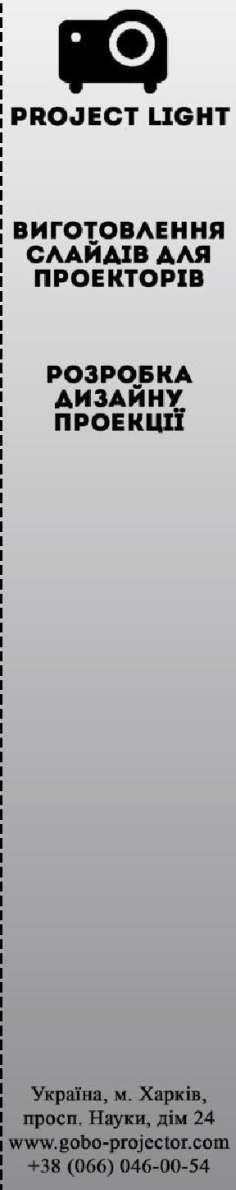 PROJECT LIGHT
ВИГОТОВЛЕННЯ
СЛАЙДІВ ДЛЯ
ПРОЕКТОРІВ
РОЗРОБКА
ДИЗАЙНУ
ПРОЕКЦІЇ
Україна, м. Харків,
просп. Науки, дім 24
www.gobo-projector.com
+38 (066) 046-00-54